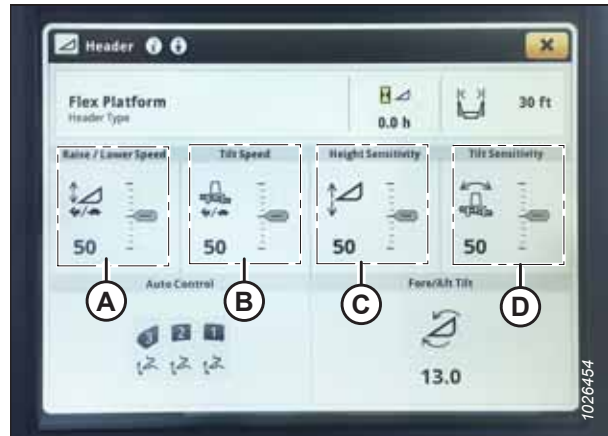 Header
Flex Platform
Header Type
0.0 h
30 ft
Raise / Lower Speed
Tilt Speed
Height Sensitivity
Tilt Sensitivity
50
50
50
50
A
B
C
D
Auto Control
Fore/Aft Tilt
3 2 1
13.0
1026454